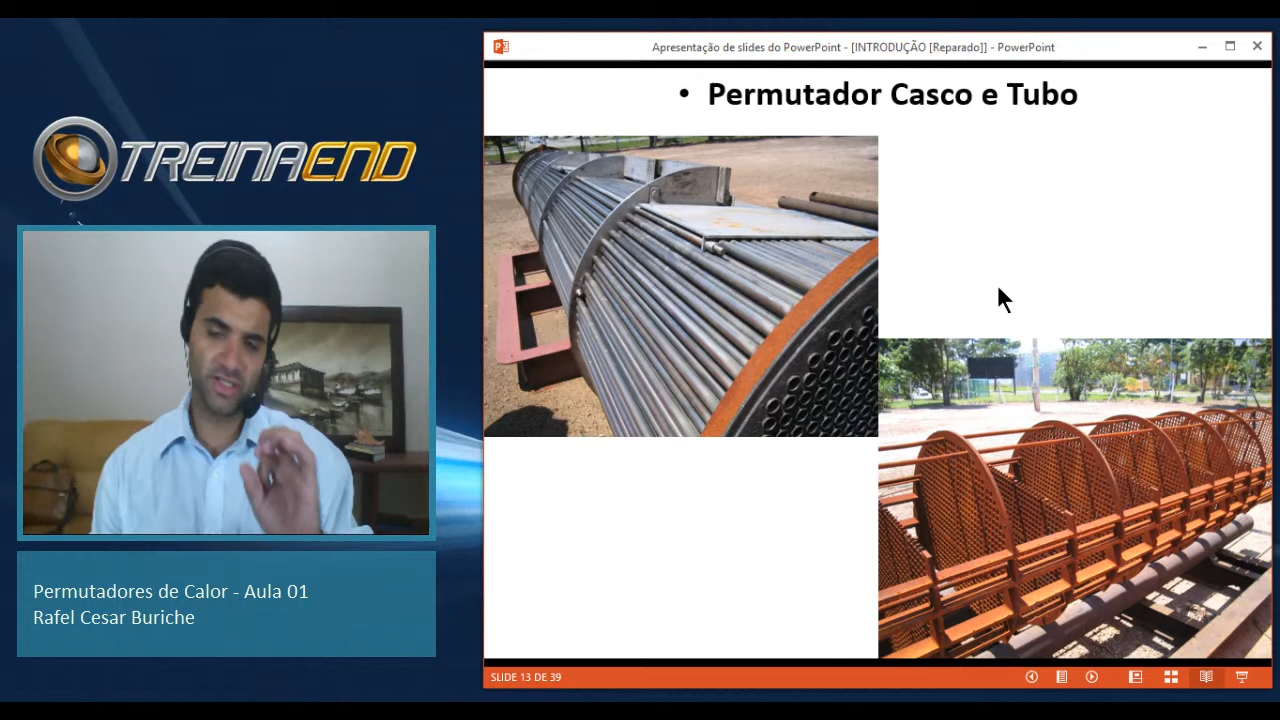 TREINAEND
Permutadores de Calor - Aula 01
Rafel Cesar Buriche
Apresentação de slides do PowerPoint - [INTRODUÇÃO [Reparado]] - PowerPoint
• Permutador Casco e Tubo
SLIDE 13 DE 39